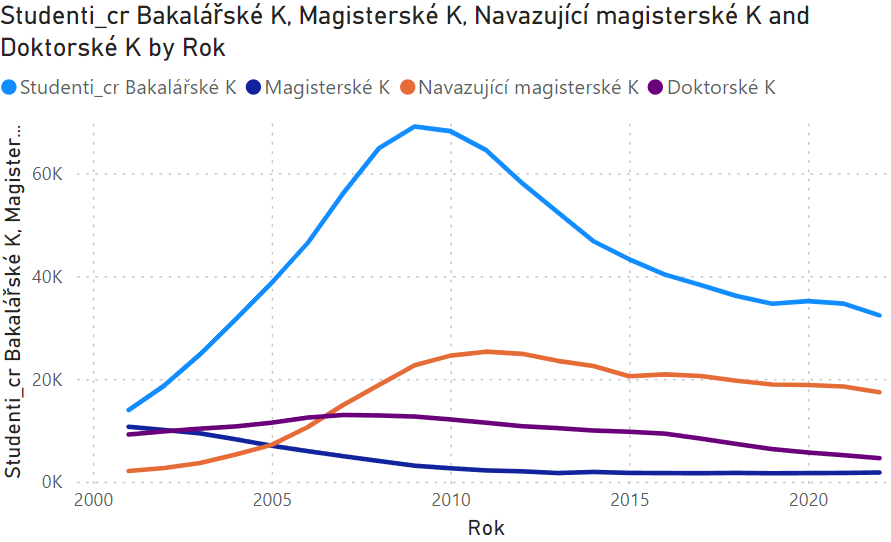 Studenti_cr Bakalářské K, Magisterské K, Navazující magisterské K and
Doktorské K by Rok
Studenti_cr Bakalářské K Magisterské K Navazující magisterské K Doktorské K
Studenti_cr Bakalářské K, Magister...
60K
40K
20K
0K
2000 2005 2010 2015 2020
Rok